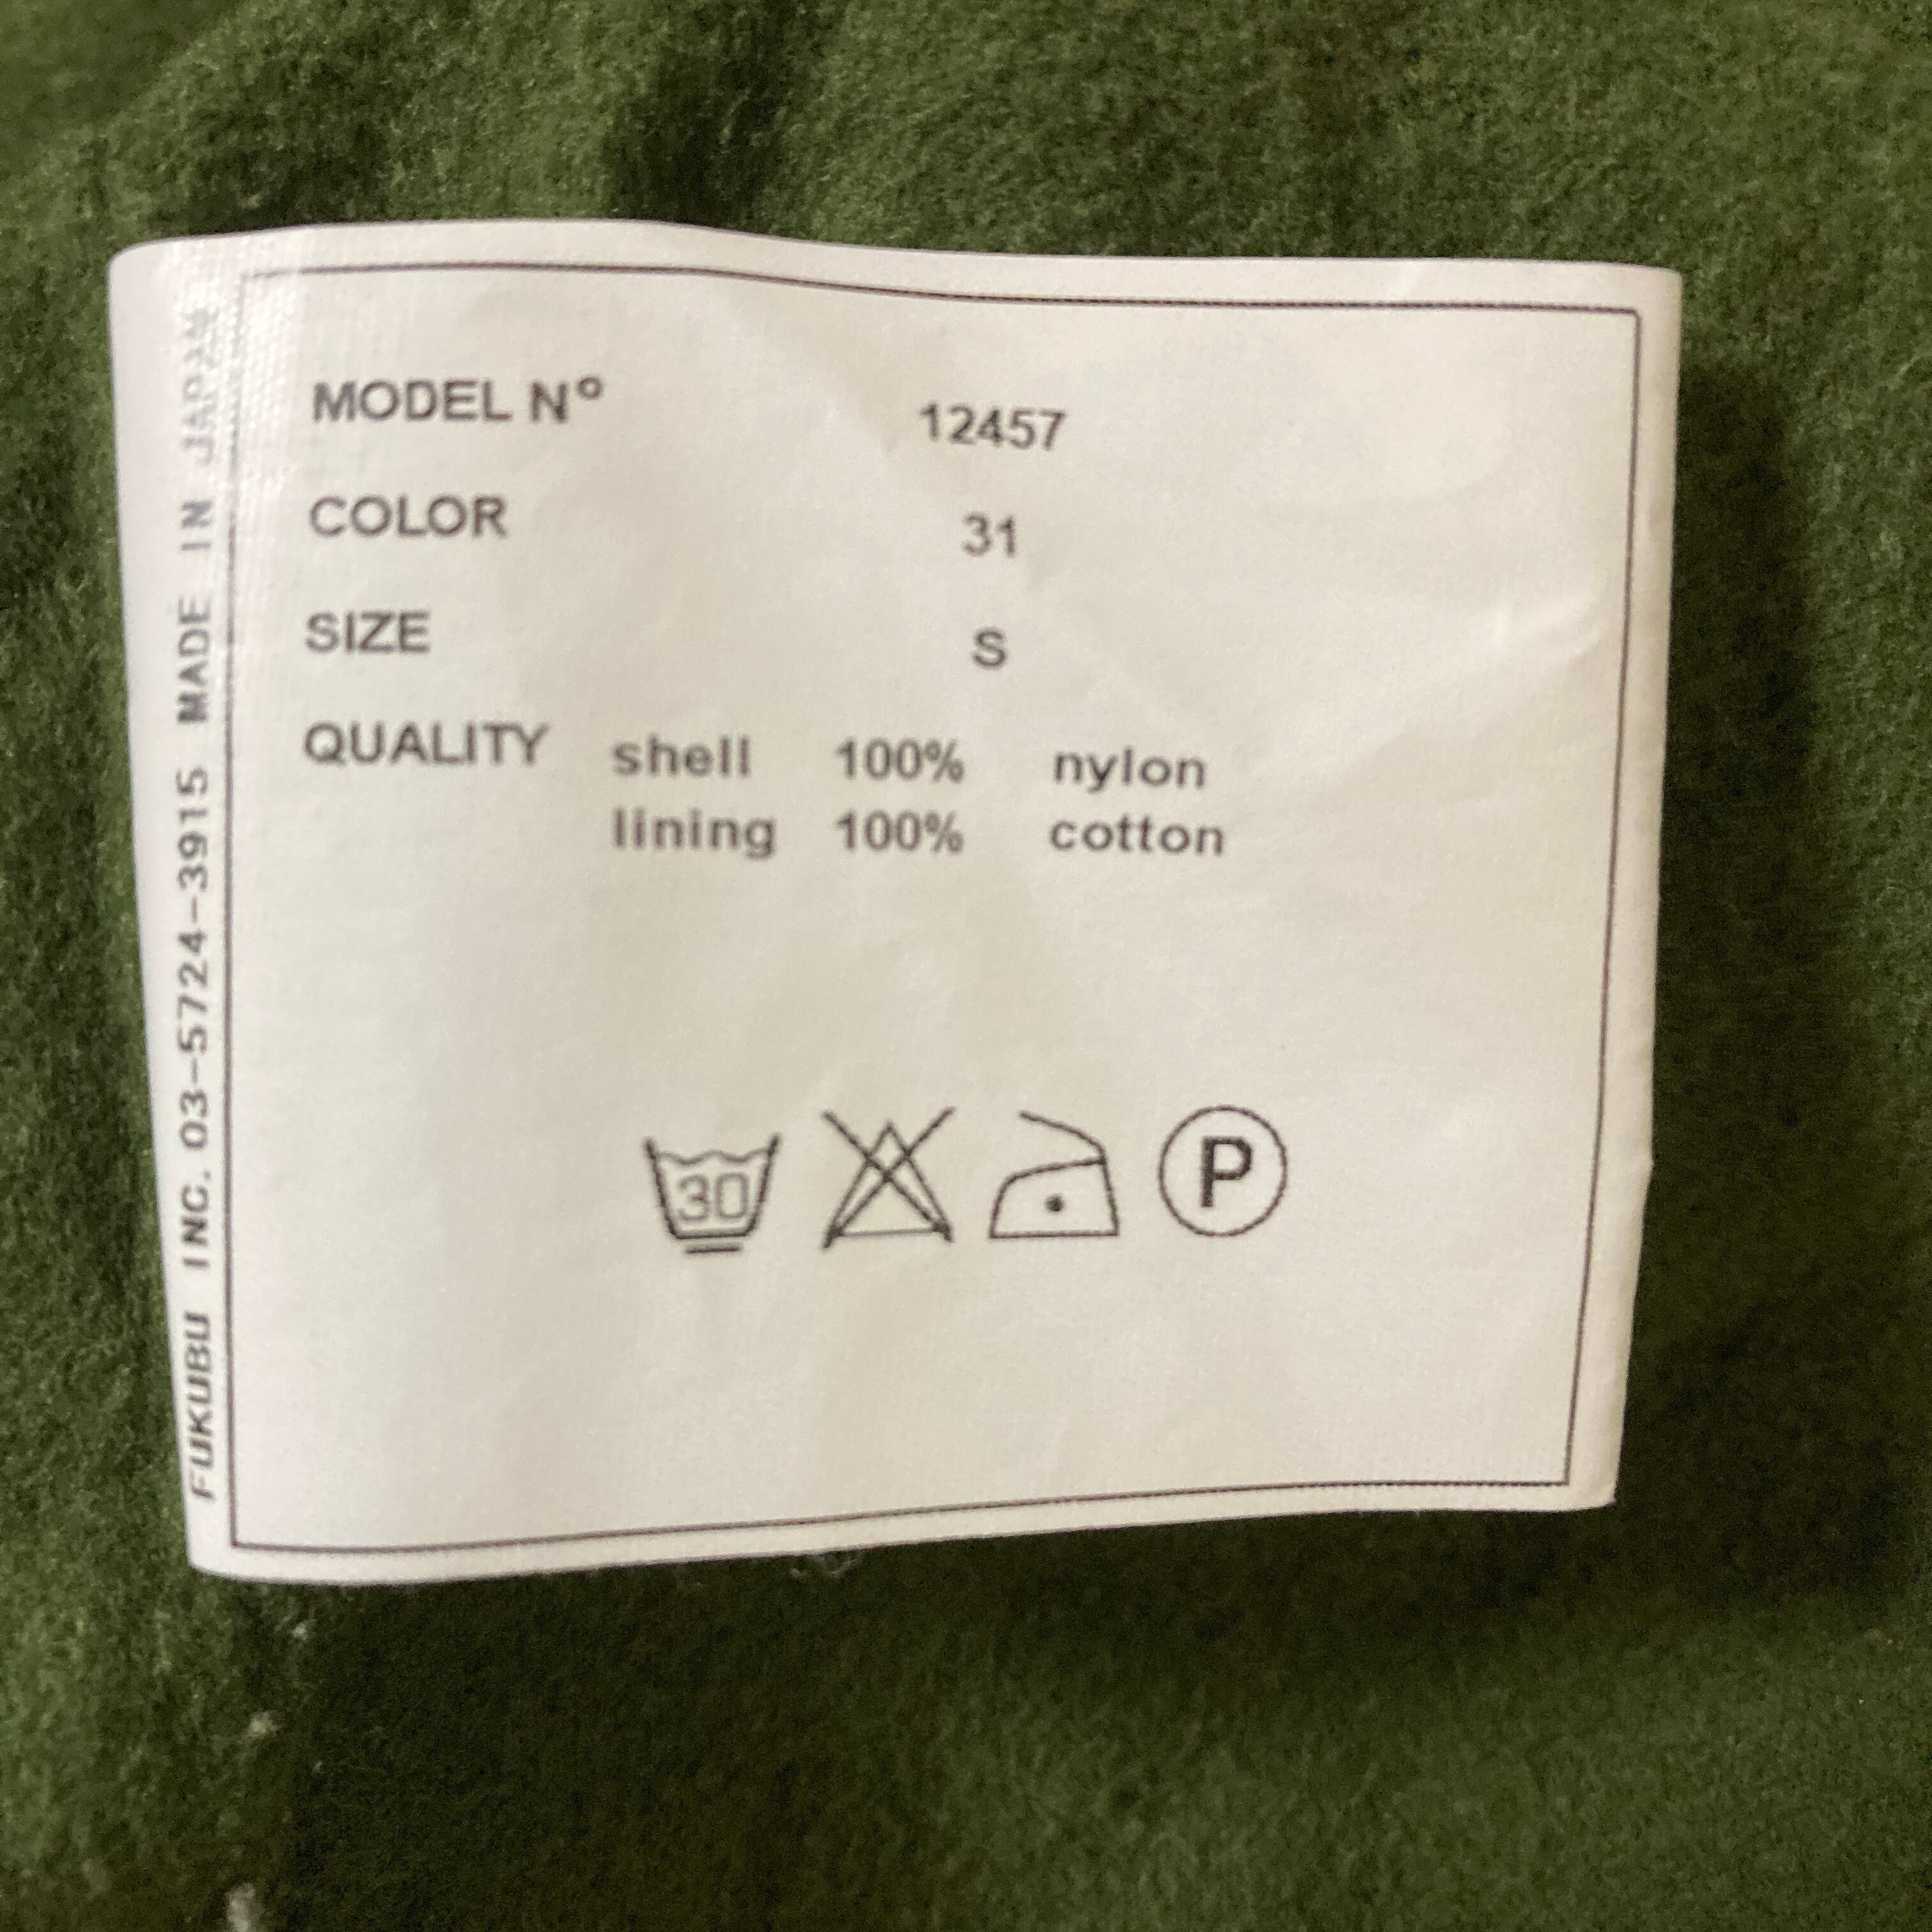 MODEL Nº 12457
COLOR 31
SIZE S
QUALITY shell 100% nylon
lining 100% cotton
30
P
FUKUBU INC. 03-5724-3915 MADE IN JAPAN